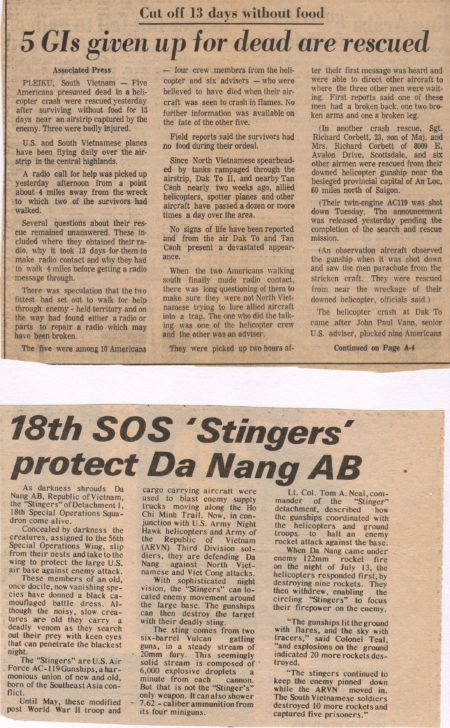 Cut off 13 days without food
5 GIs given up for dead are rescued
Associated Press
PLEIKU, South Vietnam — Five
Americans presumed dead in a heli-
copter crash were rescued yesterday
after surviving without food for 13
days near an airstrip captured by the
enemy. Three were badly injured.
U.S. and South Vietnamese planes
have been flying daily over the air-
strip in the central highlands.
A radio call for help was picked up
yesterday afternoon from a point
about 4 miles away from the wreck
to which two of the survivors had
walked.
Several questions about their res-
cue remained unanswered. These in-
cluded where they obtained their ra-
dio, why it took 13 days for them to
make radio contact and why they had
to walk 4 miles before getting a radio
message through.
There was speculation that the two
fittest had set out to walk for help
through enemy - held territory and on
the way had found either a radio or
parts to repair a radio which may
have been broken.
The five were among 10 Americans
— four crew members from the heli-
copter and six advisers — who were
believed to have died when their air-
craft was seen to crash in flames. No
further information was available on
the fate of the other five.
Field reports said the survivors had
no food during their ordeal.
Since North Vietnamese spearhead-
ed by tanks rampaged through the
airstrip, Dak To II, and nearby Tan
Canh nearly two weeks ago, allied
helicopters, spotter planes and other
aircraft have passed a dozen or more
times a day over the area.
No signs of life have been reported
and from the air Dak To and Tan
Canh present a devastated appear-
ance.
When the two Americans walking
south finally made radio contact,
there was long questioning of them to
make sure they were not North Viet-
namese trying to lure allied aircraft
into a trap. The one who did the talk-
ing was one of the helicopter crew
and the other was an adviser.
They were picked up two hours af-
ter their first message was heard and
were able to direct other aircraft to
where the three other men were wait-
ing. First reports said one of these
men had a broken back, one two bro-
ken arms and one a broken leg.
(In another crash rescue, Sgt.
Richard Corbett, 23, son of Maj. and
Mrs. Richard Corbett of 8009 E.
Avalon Drive, Scottsdale, and six
other airmen were rescued from their
downed helicopter gunship near the
besieged provincial capital of An Loc,
60 miles north of Saigon.
(Their twin-engine AC119 was shot
down Tuesday. The announcement
was released yesterday pending the
completion of the search and rescue
mission.
(An observation aircraft observed
the gunship when it was shot down
and saw the men parachute from the
stricken craft. They were rescued
from near the wreckage of their
downed helicopter, officials said.)
The helicopter crash at Dak To
came after John Paul Vann, senior
U.S. adviser, plucked nine Americans
Continued on Page A-4
18th SOS 'Stingers'
protect Da Nang AB
As darkness shrouds Da
Nang AB, Republic of Vietnam,
the "Stingers" of Detachment 1,
18th Special Operations Squa-
dron come alive.
Concealed by darkness the
creatures, assigned to the 56th
Special Operations Wing, slip
from their nests and take to the
wing to protect the large U.S.
air base against enemy attack.
These members of an old,
once docile, now vanishing spe-
cies have donned a black ca-
mouflaged battle dress. Al-
though the noisy, slow crea-
tures are old they carry a
deadly venom as they search
out their prey with keen eyes
that can penetrate the blackest
night.
The "Stingers" are U.S. Air
Force AC-119 Gunships, a har-
monious union of new and old,
born of the Southeast Asia con-
flict.
Until May, these modified
post World War II troop and
cargo carrying aircraft were
used to blast enemy supply
trucks moving along the Ho
Chi Minh Trail. Now, in con-
junction with U.S. Army Night
Hawk helicopters and Army of
the Republic of Vietnam
(ARVN) Third Division sol-
diers, they are defending Da
Nang against North Viet-
namese and Viet Cong attacks.
With sophisticated night
vision, the "Stingers" can lo-
cated enemy movement around
the large base. The gunships
can then destroy the target
with their deadly sting.
The sting comes from two
six-barrel Vulcan gatling
guns, in a steady stream of
20mm fury. This seemingly
solid stream is composed of
6,000 explosive droplets a
minute from each cannon.
But that is not the "Stinger's"
only weapon. It can also shower
7.62 - caliber ammunition from
its four miniguns.
Lt. Col. Tom A. Neal, com-
mander of the "Stinger"
detachment, described how
the gunships coordinated with
the helicopters and ground
troops to halt an enemy
rocket attack against the base.
When Da Nang came under
enemy 122mm rocket fire
on the night of July 13, the
helicopters responded first, by
destroying nine rockets. They
then withdrew, enabling the
circling "Stingers" to focus
their firepower on the enemy.
"The gunships lit the ground
with flares, and the sky with
tracers," said Colonel Teal,
"and explosions on the ground
indicated 20 more rockets des-
troyed.
"The stingers continued to
keep the enemy pinned down
while the ARVN moved in.
The South Vietnamese soldiers
destroyed 10 more rockets and
captured five prisoners."